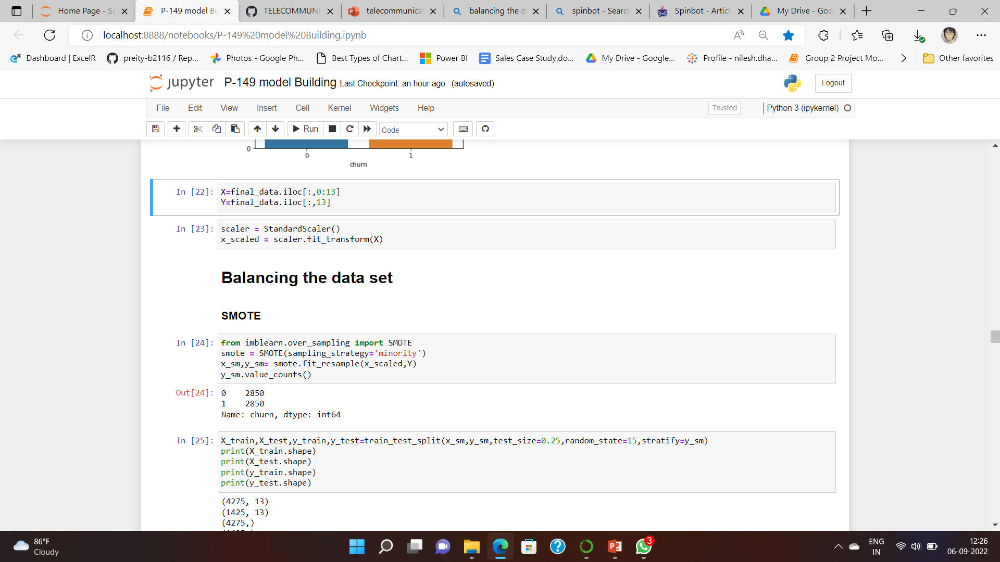 Home Page - Se
P-149 model Bu
TELECOMMUNI
telecommunicat
balancing the d
spinbot - Search
Spinbot - Article
My Drive - Goo
localhost:8888/notebooks/P-149%20model%20Building.ipynb
Dashboard | ExcelR
preity-b2116 / Rep...
Photos - Google Ph...
Best Types of Chart...
Power BI
Sales Case Study.do...
My Drive - Google...
Profile - nilesh.dha...
Group 2 Project Mo...
Other favorites
jupyter P-149 model Building Last Checkpoint: an hour ago (autosaved)
Logout
File Edit View Insert Cell Kernel Widgets Help
Trusted
Python 3 (ipykernel)
Run
Code
0
0 1
churn
In [22]: X=final_data.iloc[:,0:13]
Y=final_data.iloc[:,13]
In [23]: scaler = StandardScaler()
x_scaled = scaler.fit_transform(X)
Balancing the data set
SMOTE
In [24]: from imblearn.over_sampling import SMOTE
smote = SMOTE(sampling_strategy='minority')
x_sm,y_sm= smote.fit_resample(x_scaled,Y)
y_sm.value_counts()
Out[24]: 0 2850
1 2850
Name: churn, dtype: int64
In [25]: X_train,X_test,y_train,y_test=train_test_split(x_sm,y_sm,test_size=0.25,random_state=15,stratify=y_sm)
print(X_train.shape)
print(X_test.shape)
print(y_train.shape)
print(y_test.shape)
(4275, 13)
(1425, 13)
(4275,)
86°F
Cloudy
3
ENG
IN
12:26
06-09-2022